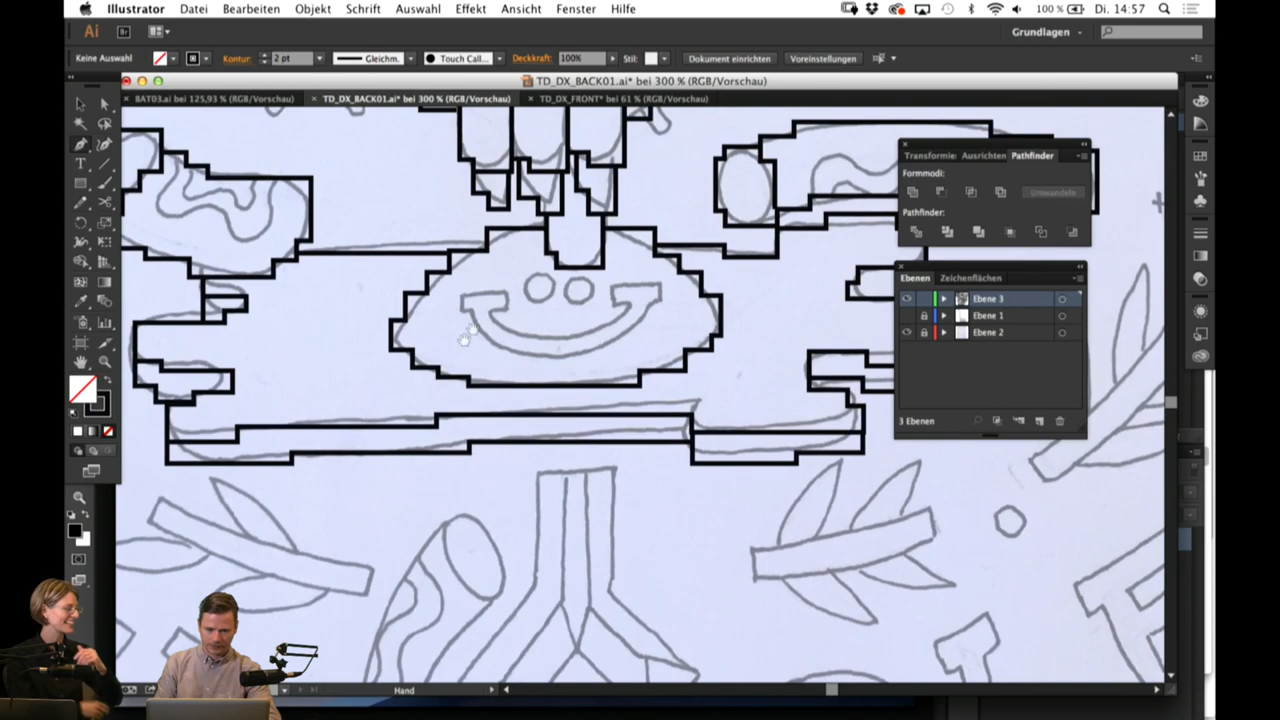 Illustrator Datei Bearbeiten Objekt Schrift Auswahl Effekt Ansicht Fenster Hilfe 100 % Di. 14:57
Ai Br Grundlagen
Keine Auswahl Kontur: 2 pt Gleichm. Touch Call... Deckkraft: 100% Stil: Dokument einrichten Voreinstellungen
TD_DX_BACK01.ai* bei 300 % (RGB/Vorschau)
BAT03.ai bei 125,93 % (RGB/Vorschau) TD_DX_BACK01.ai* bei 300 % (RGB/Vorschau) TD_DX_FRONT* bei 61 % (RGB/Vorschau)
Transformie Ausrichten Pathfinder
Formmodi:
Umwandeln
Pathfinder:
Ebenen Zeichenflächen
Ebene 3
Ebene 1
Ebene 2
3 Ebenen
Hand